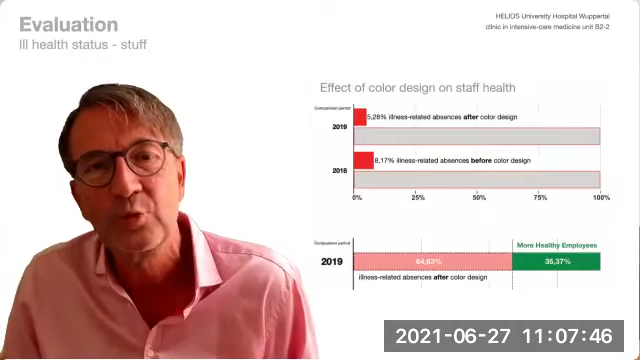 Evaluation
Ill health status - stuff
HELIOS University Hospital Wuppertal
clinic in intensive-care medicine unit B2-2
Effect of color design on staff health
Comparison period
2019
5,28% illness-related absences after color design
2018
8,17% illness-related absences before color design
0% 25% 50% 75% 100%
Comparison period
More Healthy Employees
2019
64,63% 35,37%
illness-related absences after color design
2021-06-27 11:07:46